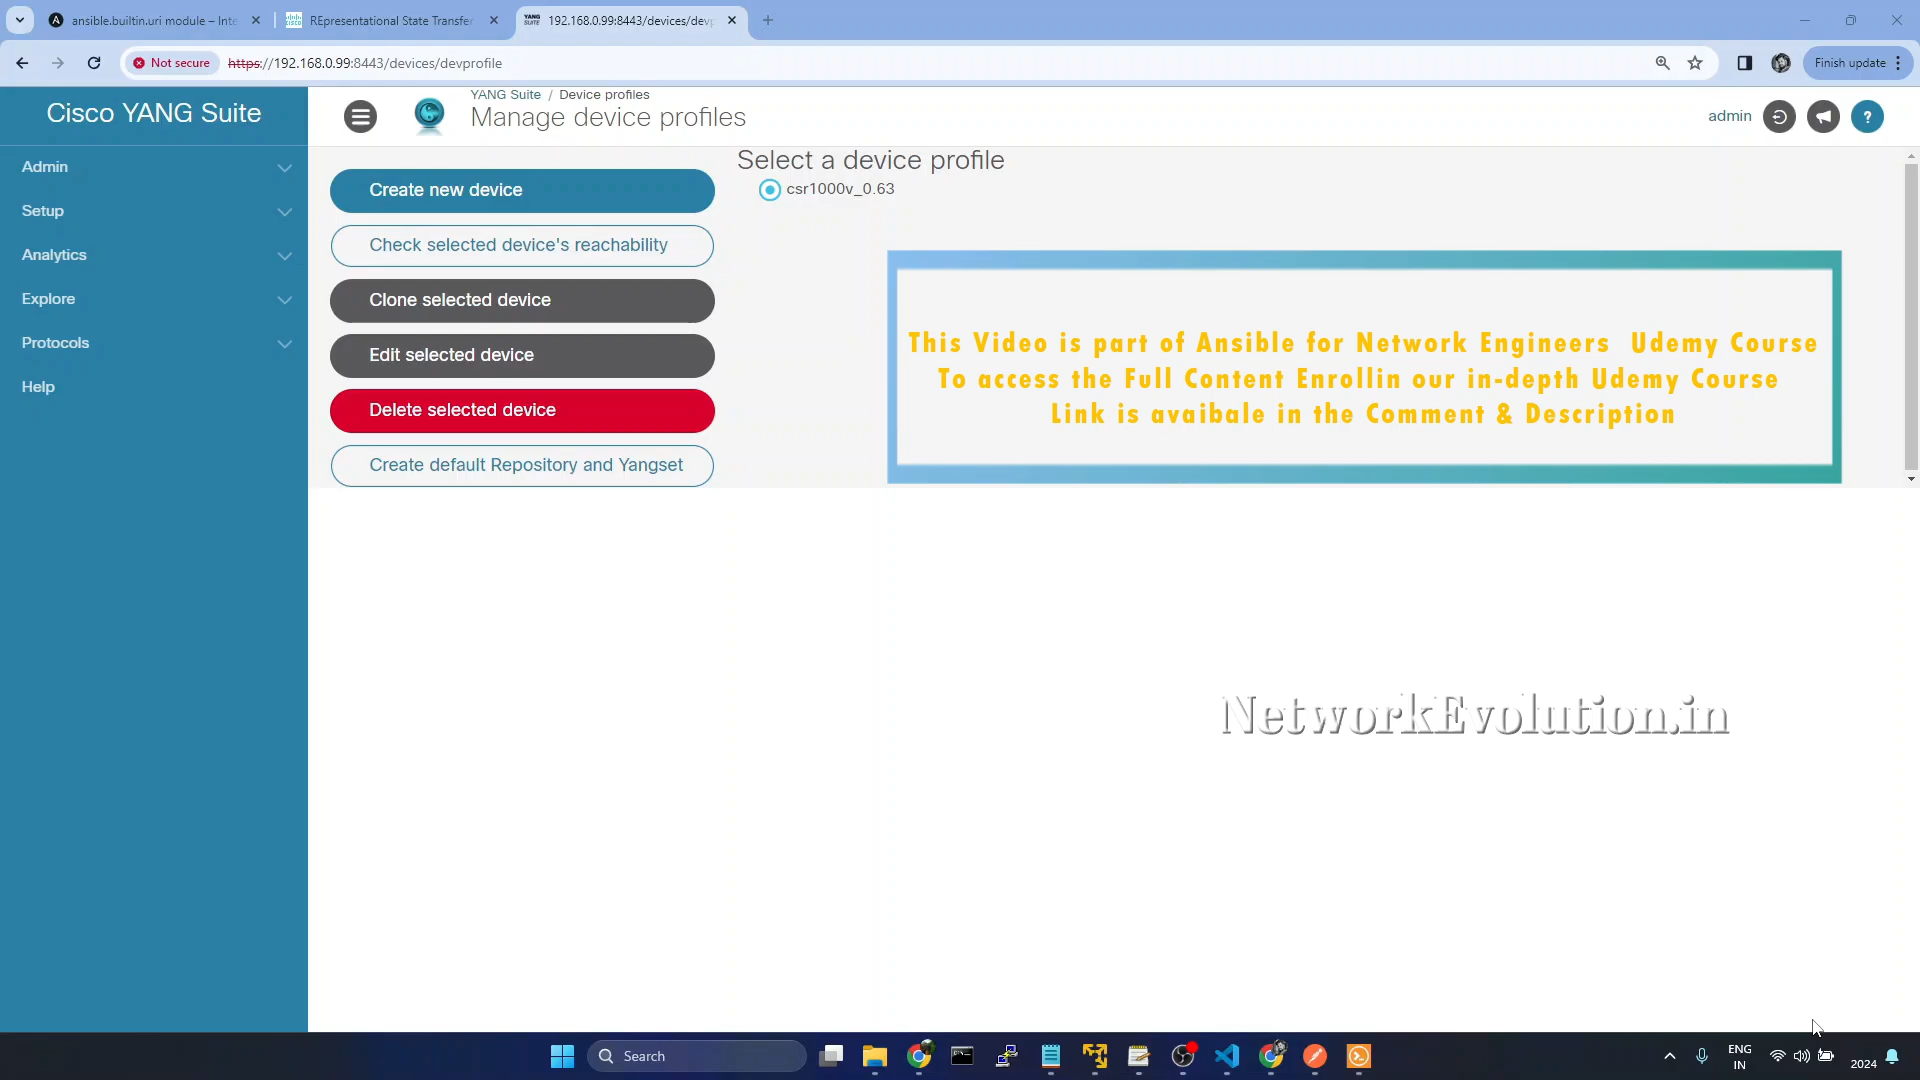 ansible.builtin.uri module – Inte
REpresentational State Transfer
YANG SUITE
192.168.0.99:8443/devices/devp
Not secure
https://192.168.0.99:8443/devices/devprofile
Finish update
Cisco YANG Suite
YANG Suite / Device profiles
Manage device profiles
admin
?
Admin
Setup
Analytics
Explore
Protocols
Help
Create new device
Check selected device's reachability
Clone selected device
Edit selected device
Delete selected device
Create default Repository and Yangset
Select a device profile
csr1000v_0.63
This Video is part of Ansible for Network Engineers Udemy Course
To access the Full Content Enrollin our in-depth Udemy Course
Link is avaibale in the Comment & Description
NetworkEvolution.in
Search
ENG
IN
2024